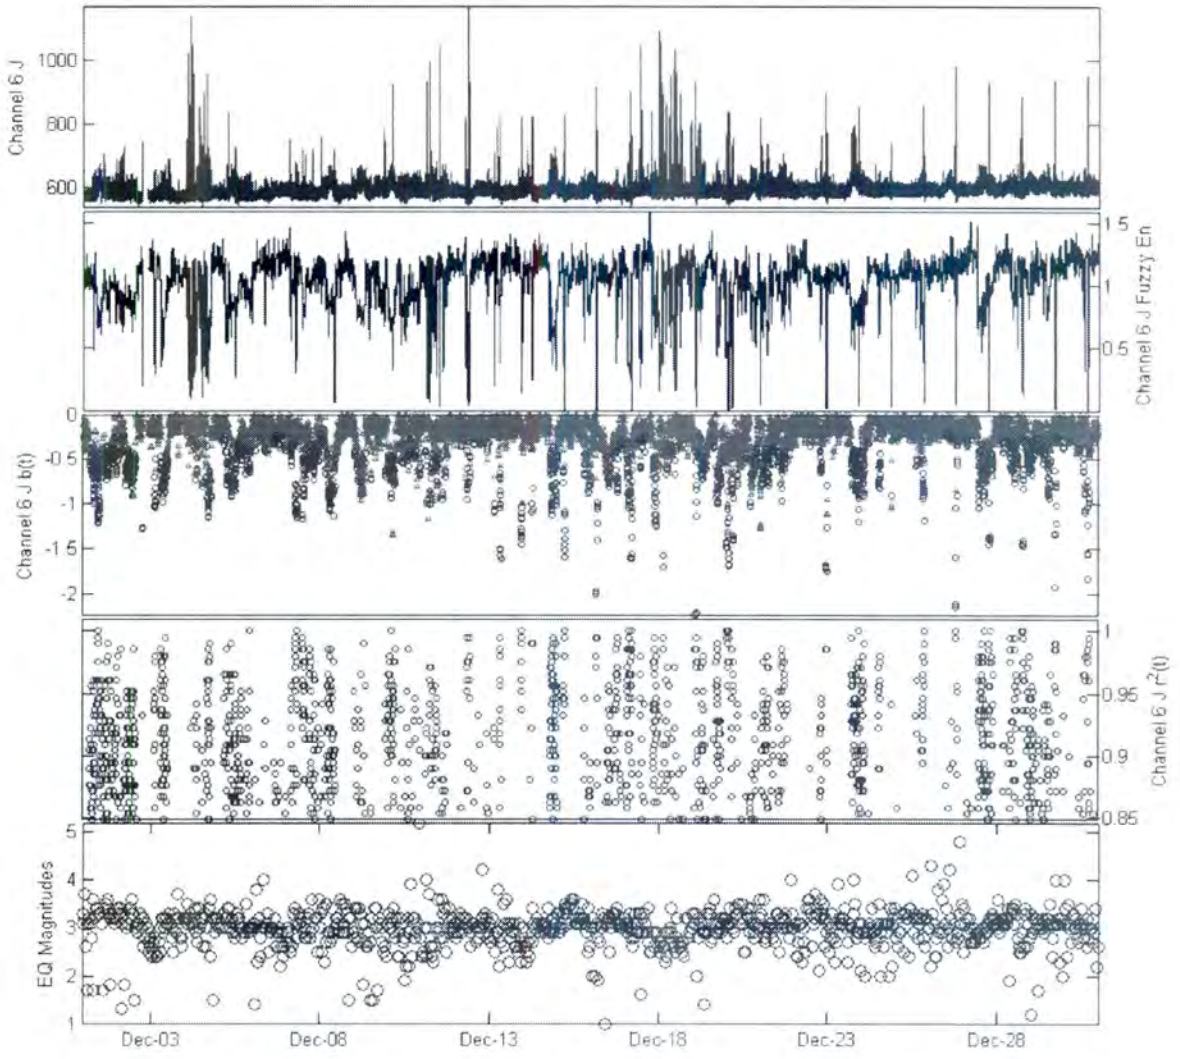 Channel 6 J
1000
800
600
Channel 6 J Fuzzy En
1.5
1
0.5
Channel 6 J b(t)
0
-0.5
-1
-1.5
-2
Channel 6 J r²(t)
1
0.95
0.90
0.85
EQ Magnitudes
5
4
3
2
1
Dec-03
Dec-08
Dec-13
Dec-18
Dec-23
Dec-28